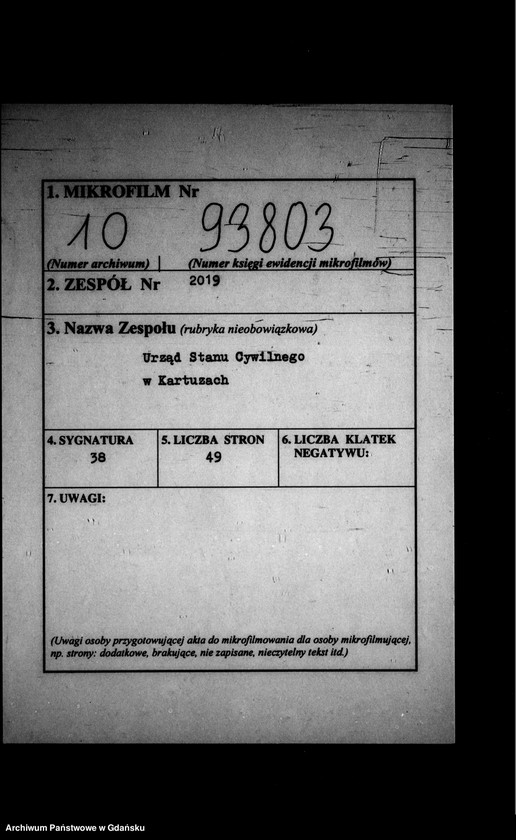 1. MIKROFILM Nr
10 93803
(Numer archiwum) (Numer księgi ewidencji mikrofilmów)
2. ZESPÓŁ Nr 2019
3. Nazwa Zespołu (rubryka nieobowiązkowa)
Urząd Stanu Cywilnego
w Kartuzach
4. SYGNATURA
38
5. LICZBA STRON
49
6. LICZBA KLATEK
NEGATYWU:
7. UWAGI:
(Uwagi osoby przygotowującej akta do mikrofilmowania dla osoby mikrofilmującej,
np. strony: dodatkowe, brakujące, nie zapisane, nieczytelny tekst itd.)
Archiwum Państwowe w Gdańsku